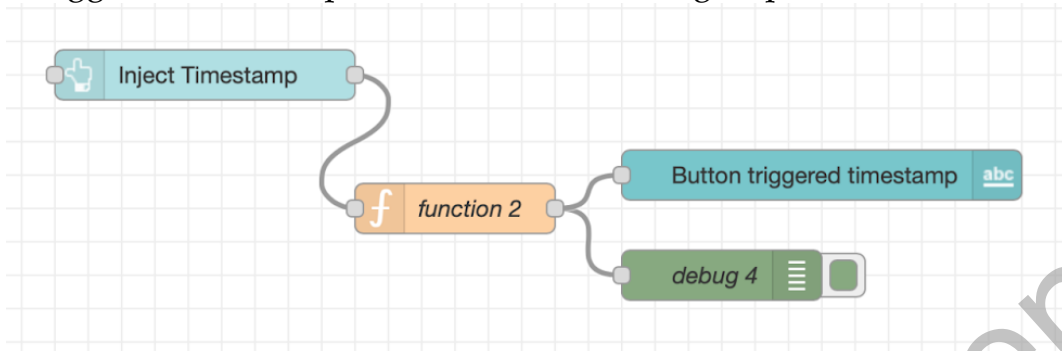 Inject Timestamp
Button triggered timestamp abc
function 2
debug 4